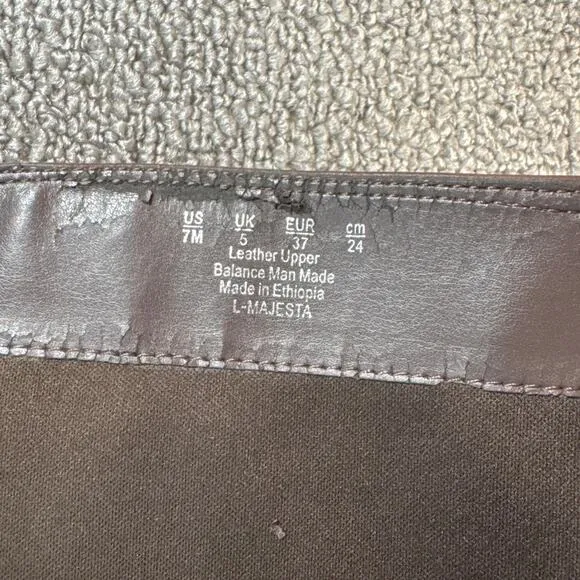 US UK EUR cm
7M 5 37 24
Leather Upper
Balance Man Made
Made in Ethiopia
L-MAJESTA